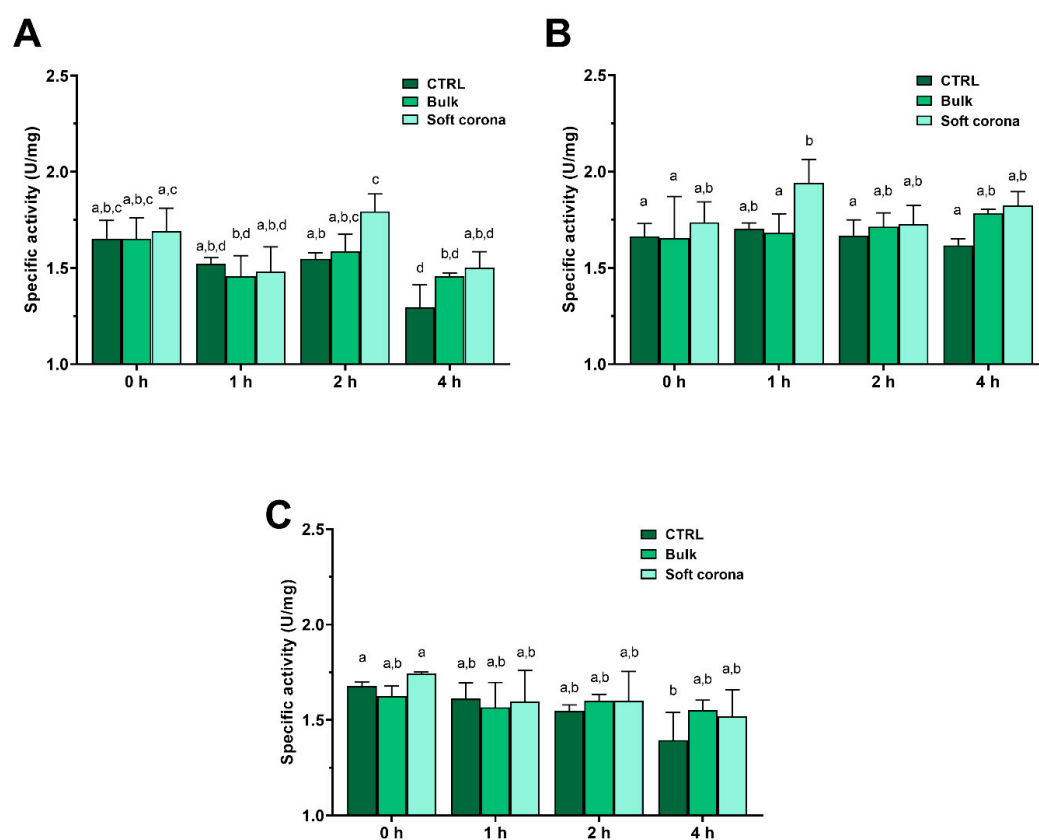 A
Specific activity (U/mg)
2.5
2.0
1.5
1.0
CTRL
Bulk
Soft corona
a,b,c
a,b,c
a,c
a,b,d
b,d
a,b,d
a,b
a,b,c
c
d
b,d
a,b,d
0 h
1 h
2 h
4 h
B
Specific activity (U/mg)
2.5
2.0
1.5
1.0
CTRL
Bulk
Soft corona
a
a
a,b
a,b
a
b
a
a,b
a,b
a
a,b
a,b
0 h
1 h
2 h
4 h
C
Specific activity (U/mg)
2.5
2.0
1.5
1.0
CTRL
Bulk
Soft corona
a
a,b
a
a,b
a,b
a,b
a,b
a,b
a,b
b
a,b
a,b
0 h
1 h
2 h
4 h